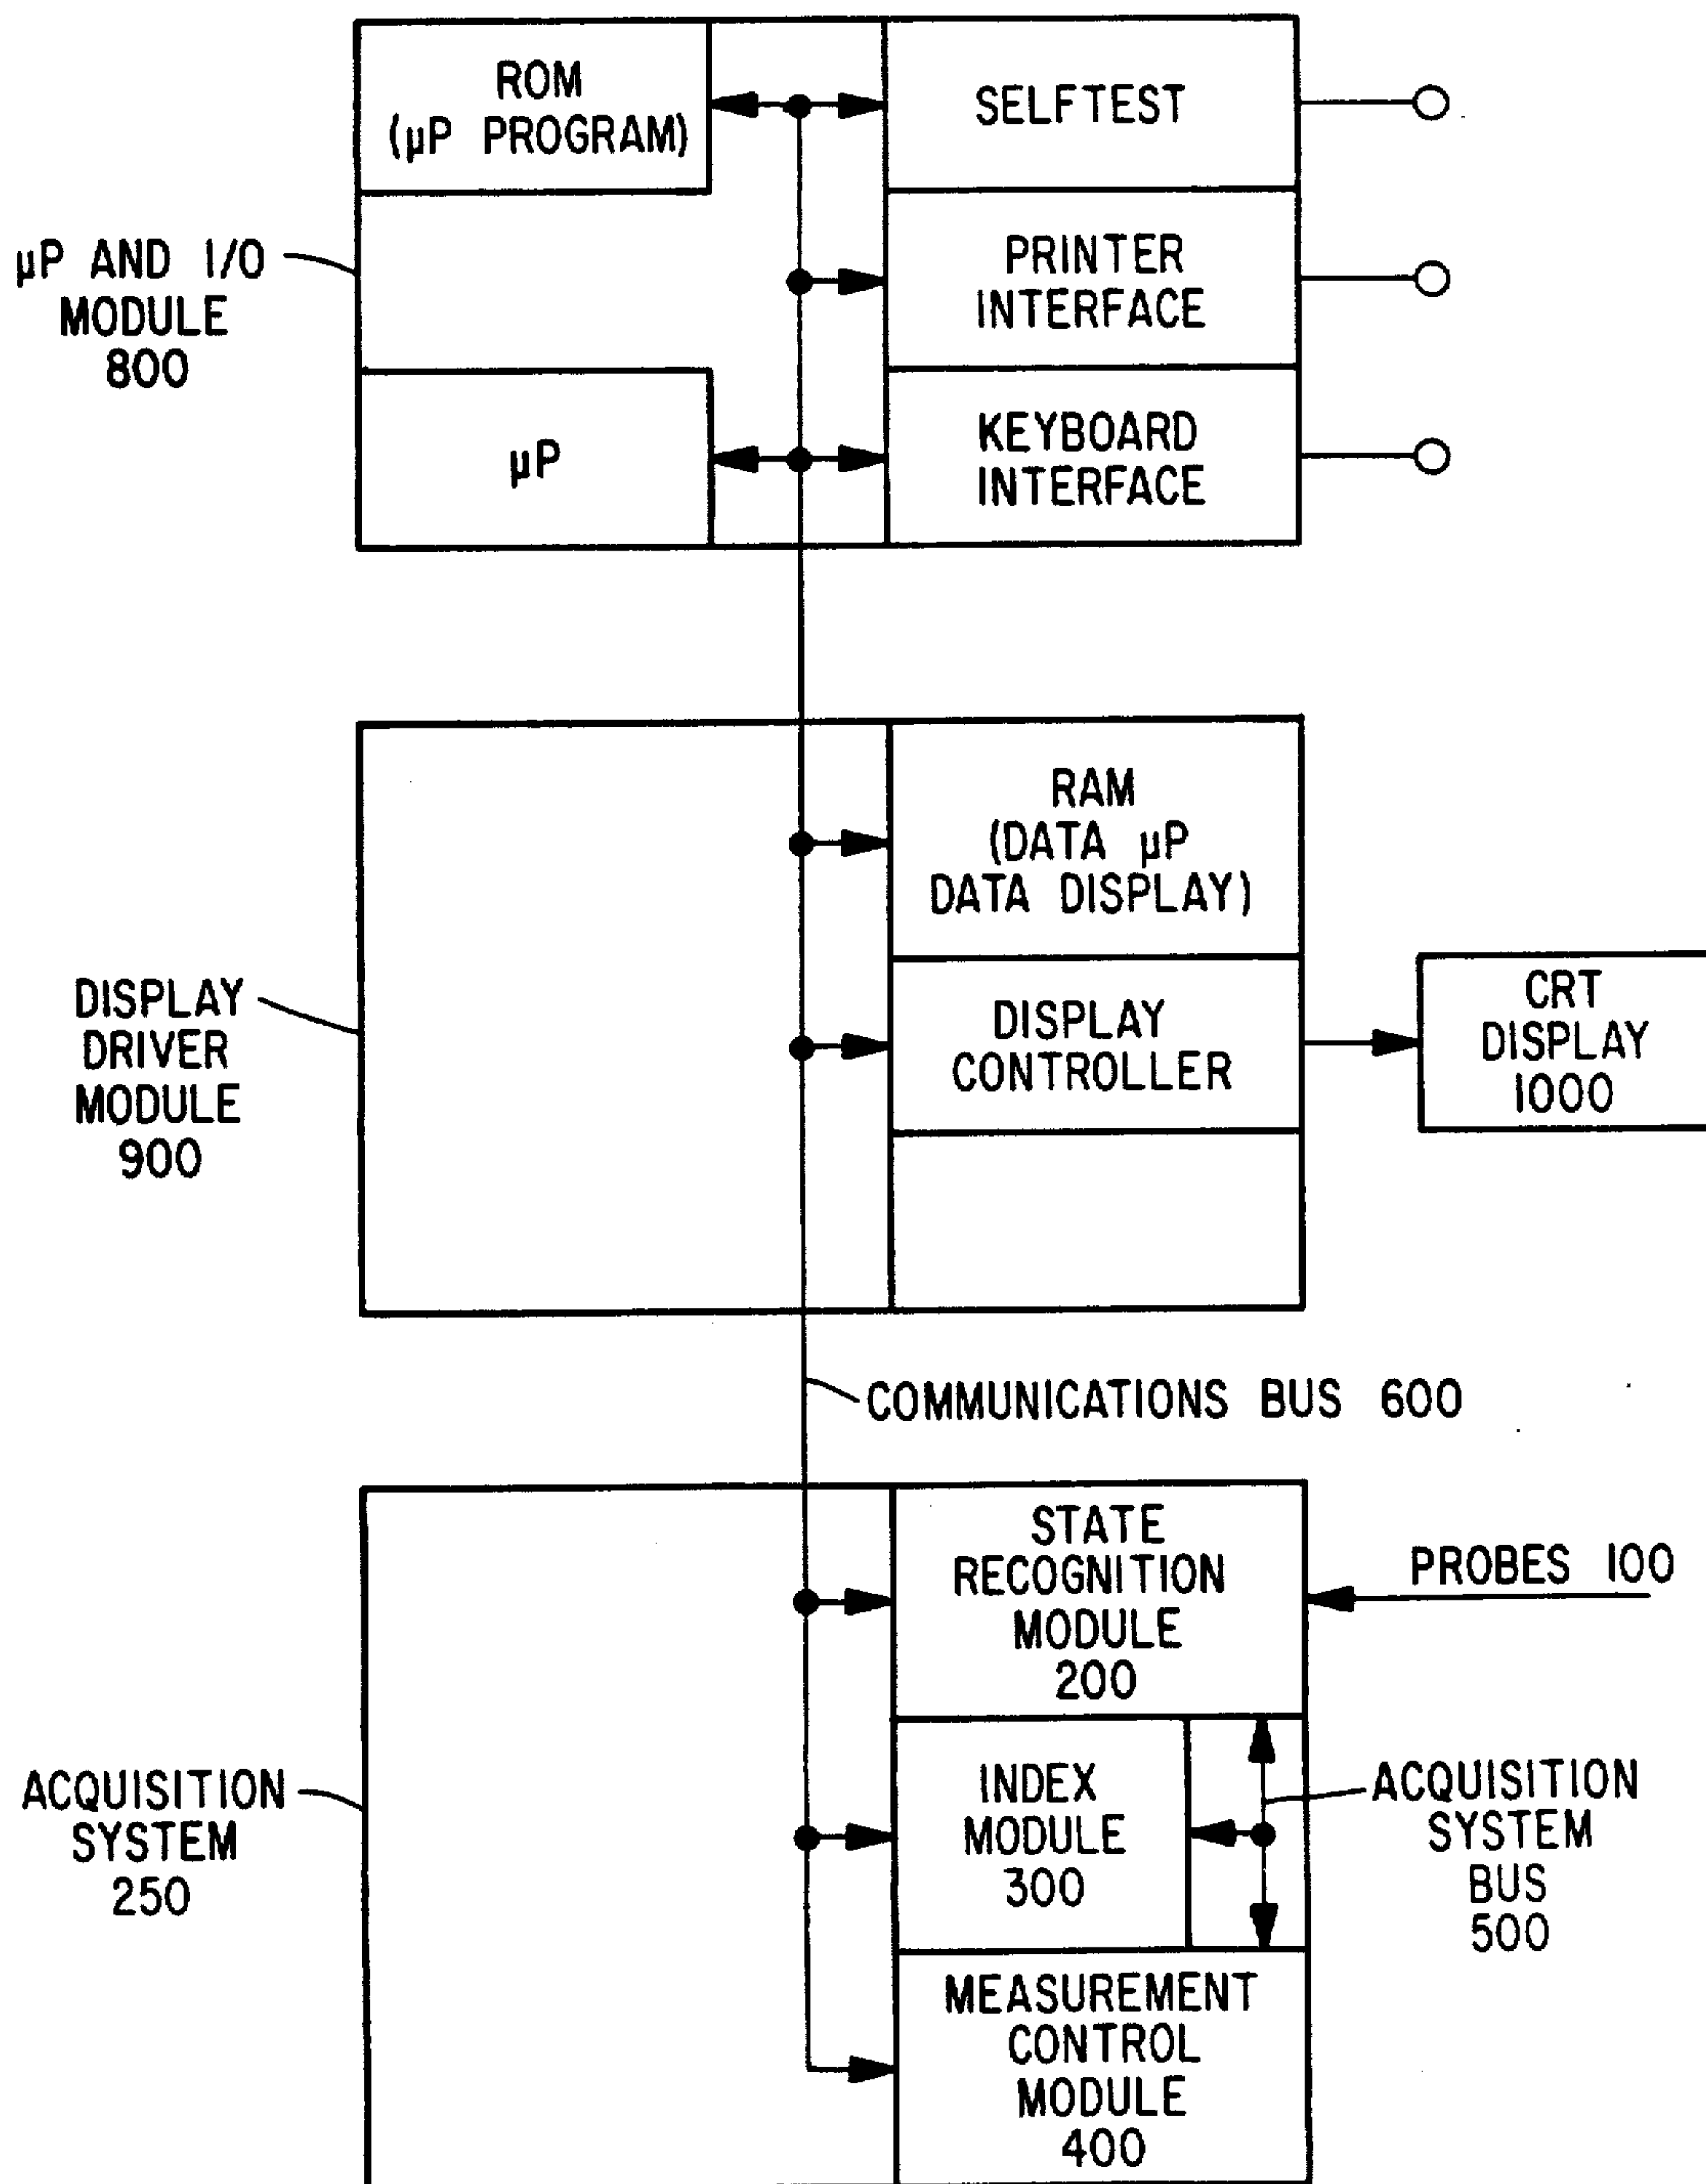 ROM
(µP PROGRAM)
SELFTEST
µP AND I/O
MODULE
800
PRINTER
INTERFACE
µP
KEYBOARD
INTERFACE
RAM
(DATA µP
DATA DISPLAY)
DISPLAY
DRIVER
MODULE
900
DISPLAY
CONTROLLER
CRT
DISPLAY
1000
COMMUNICATIONS BUS 600
STATE
RECOGNITION
MODULE
200
PROBES 100
ACQUISITION
SYSTEM
250
INDEX
MODULE
300
ACQUISITION
SYSTEM
BUS
500
MEASUREMENT
CONTROL
MODULE
400